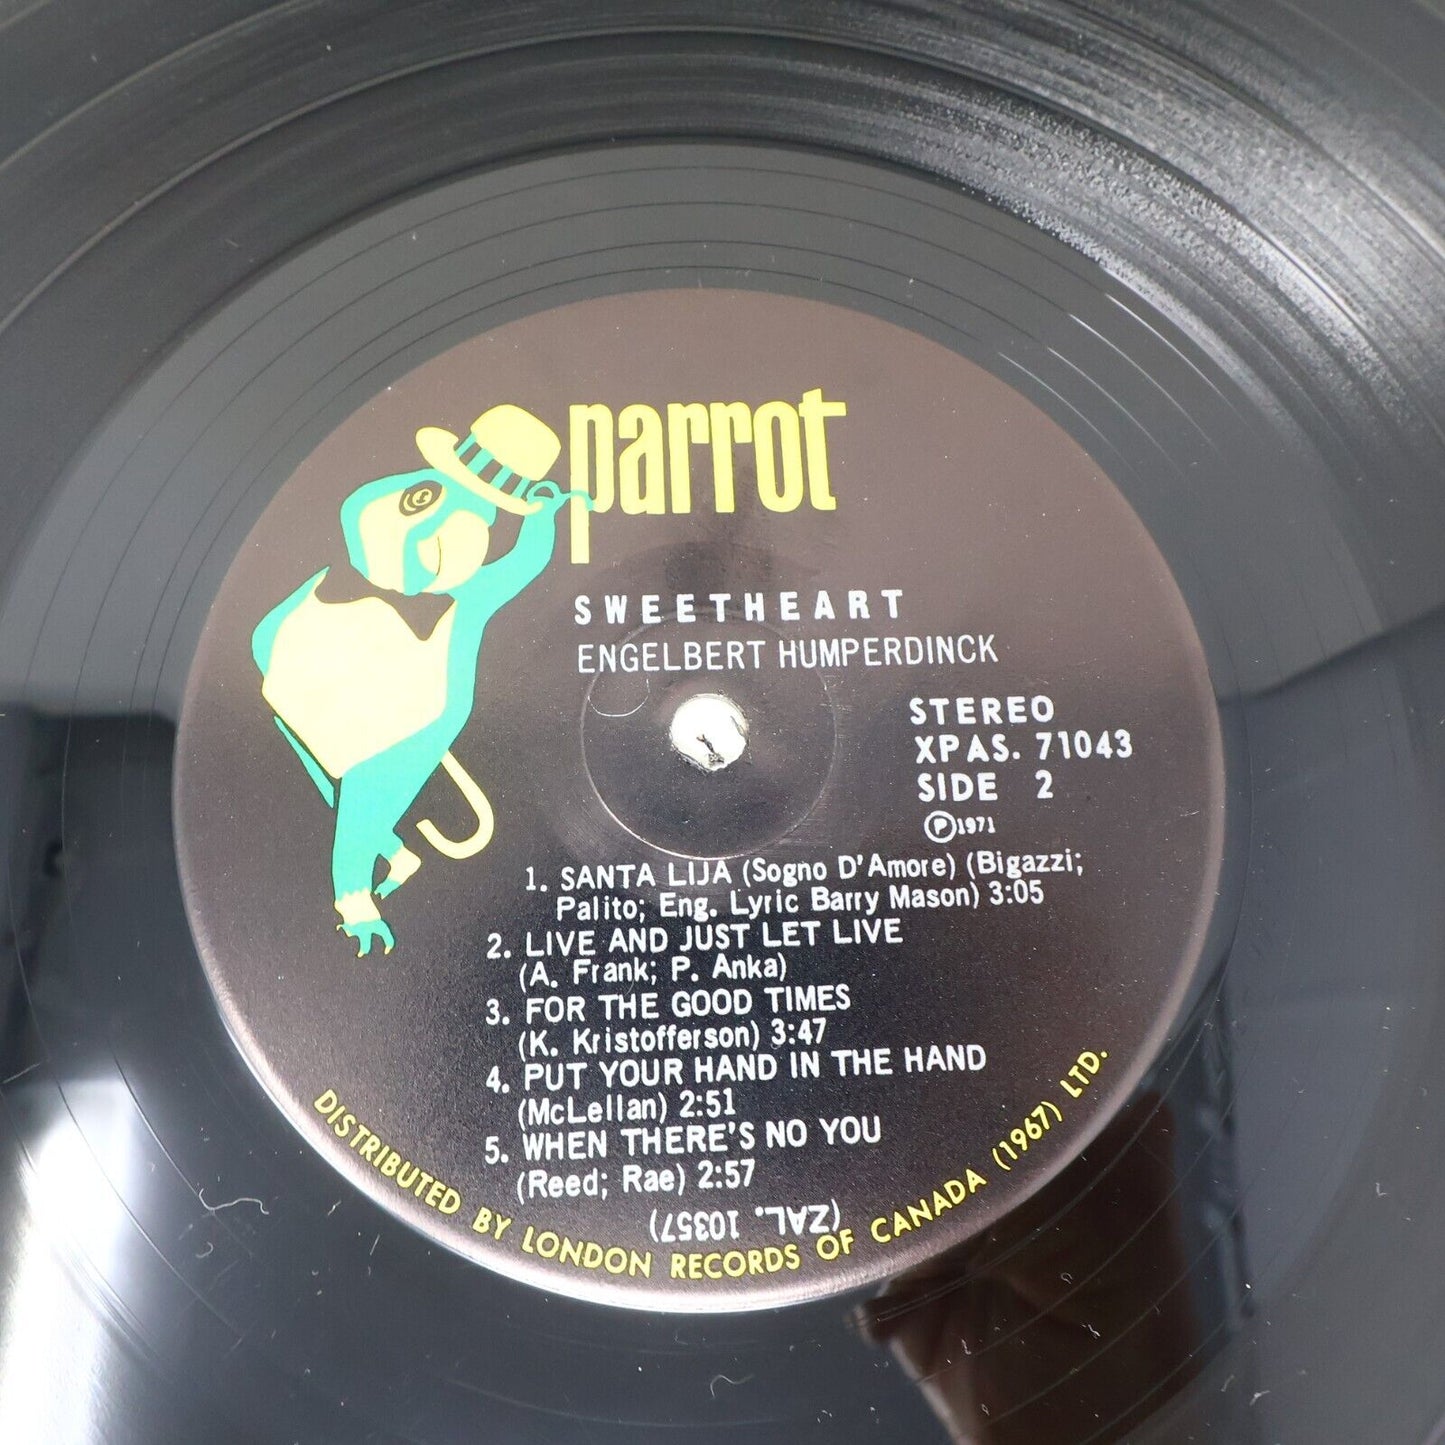 parrot
SWEETHEART
ENGELBERT HUMPERDINCK
STEREO
XPAS. 71043
SIDE 2
Ⓟ1971
1. SANTA LIJA (Sogno D'Amore) (Bigazzi;
Palito; Eng. Lyric Barry Mason) 3:05
2. LIVE AND JUST LET LIVE
(A. Frank; P. Anka)
3. FOR THE GOOD TIMES
(K. Kristofferson) 3:47
4. PUT YOUR HAND IN THE HAND
(McLellan) 2:51
5. WHEN THERE'S NO YOU
(Reed; Rae) 2:57
(ZAL. 10357)
DISTRIBUTED BY LONDON RECORDS OF CANADA (1967) LTD.